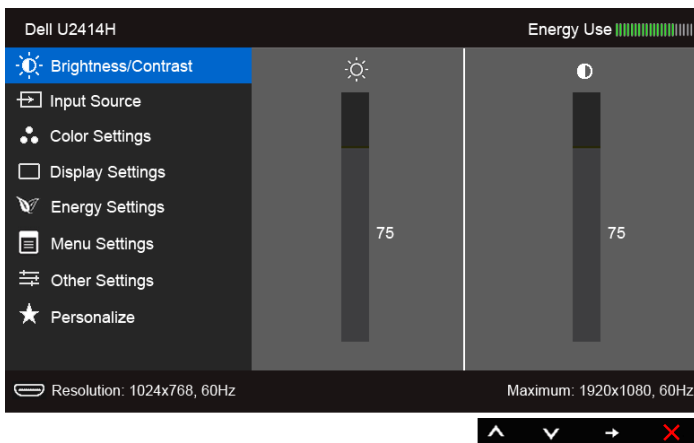 Dell U2414H
Energy Use
Brightness/Contrast
Input Source
Color Settings
Display Settings
Energy Settings
Menu Settings
Other Settings
Personalize
75
75
Resolution: 1024x768, 60Hz
Maximum: 1920x1080, 60Hz